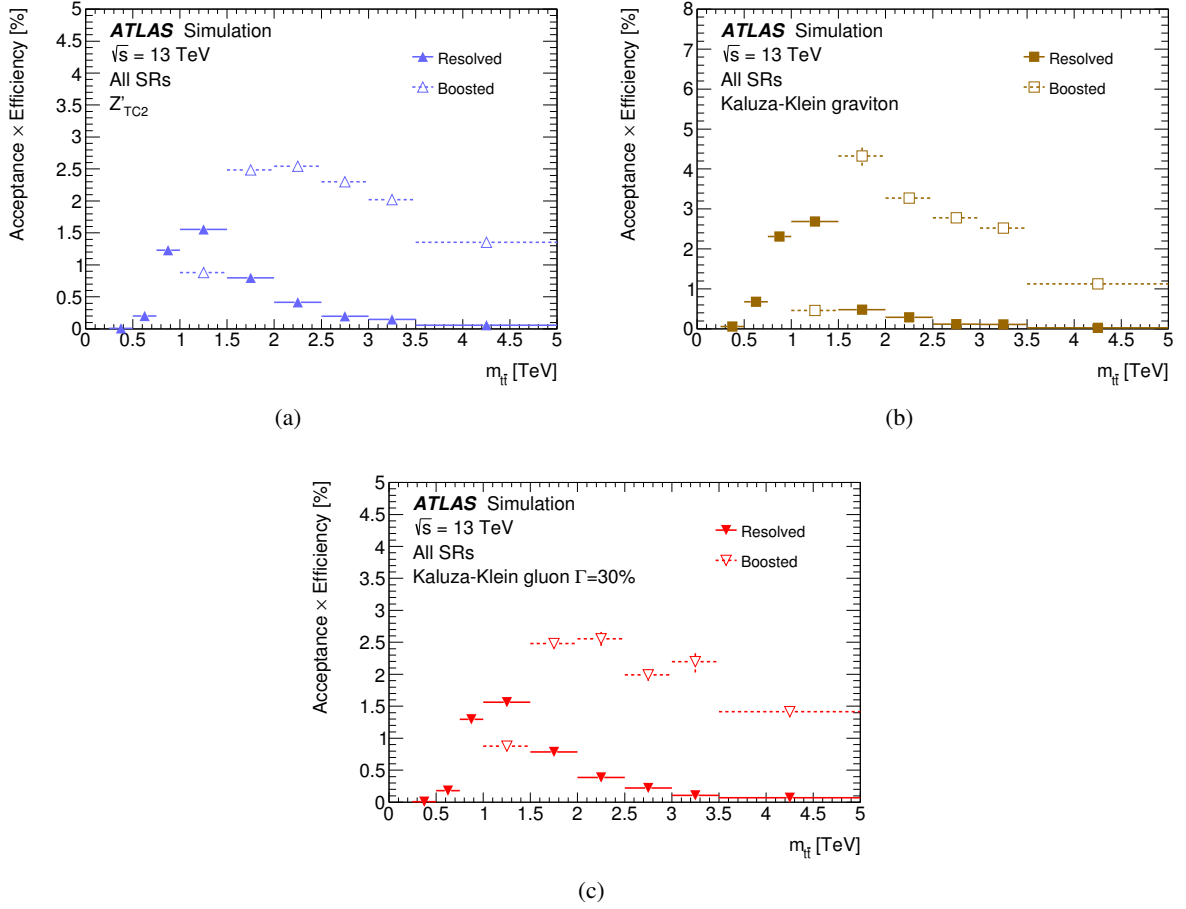 Acceptance × Efficiency [%]
5
4.5
4
3.5
3
2.5
2
1.5
1
0.5
0
ATLAS Simulation
√s = 13 TeV
All SRs
Z'TC2
Resolved
Boosted
0 0.5 1 1.5 2 2.5 3 3.5 4 4.5 5
mtt̄ [TeV]
(a)
Acceptance × Efficiency [%]
8
7
6
5
4
3
2
1
0
ATLAS Simulation
√s = 13 TeV
All SRs
Kaluza-Klein graviton
Resolved
Boosted
0 0.5 1 1.5 2 2.5 3 3.5 4 4.5 5
mtt̄ [TeV]
(b)
Acceptance × Efficiency [%]
5
4.5
4
3.5
3
2.5
2
1.5
1
0.5
0
ATLAS Simulation
√s = 13 TeV
All SRs
Kaluza-Klein gluon Γ=30%
Resolved
Boosted
0 0.5 1 1.5 2 2.5 3 3.5 4 4.5 5
mtt̄ [TeV]
(c)